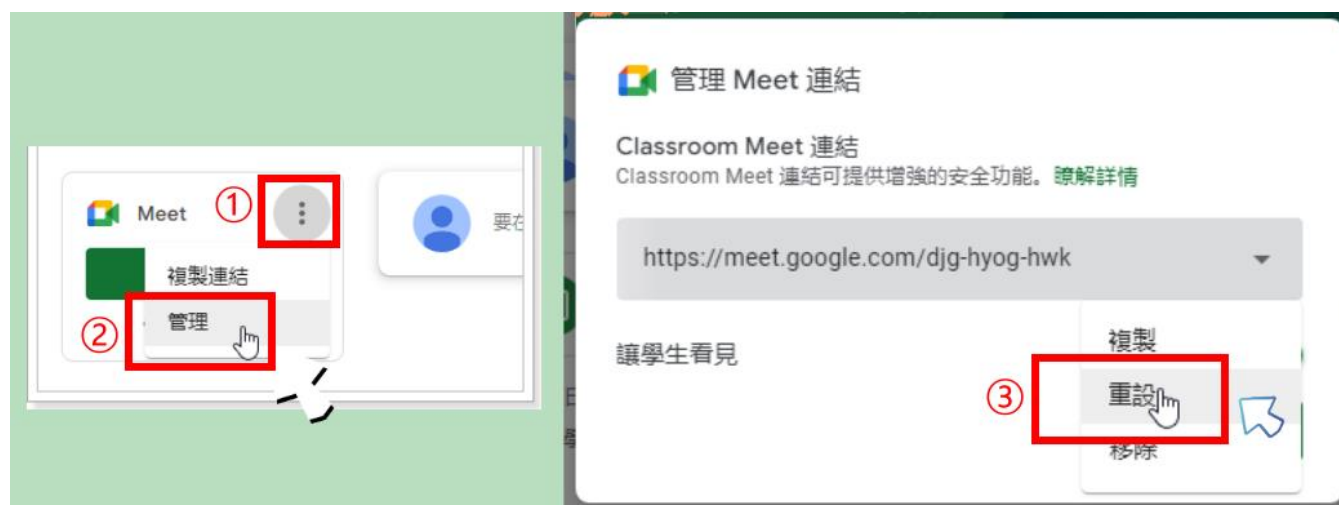 Meet
①
要在
複製連結
管理
②
管理 Meet 連結
Classroom Meet 連結
Classroom Meet 連結可提供增強的安全功能。瞭解詳情
https://meet.google.com/djg-hyog-hwk
讓學生看見
複製
③
重設
移除